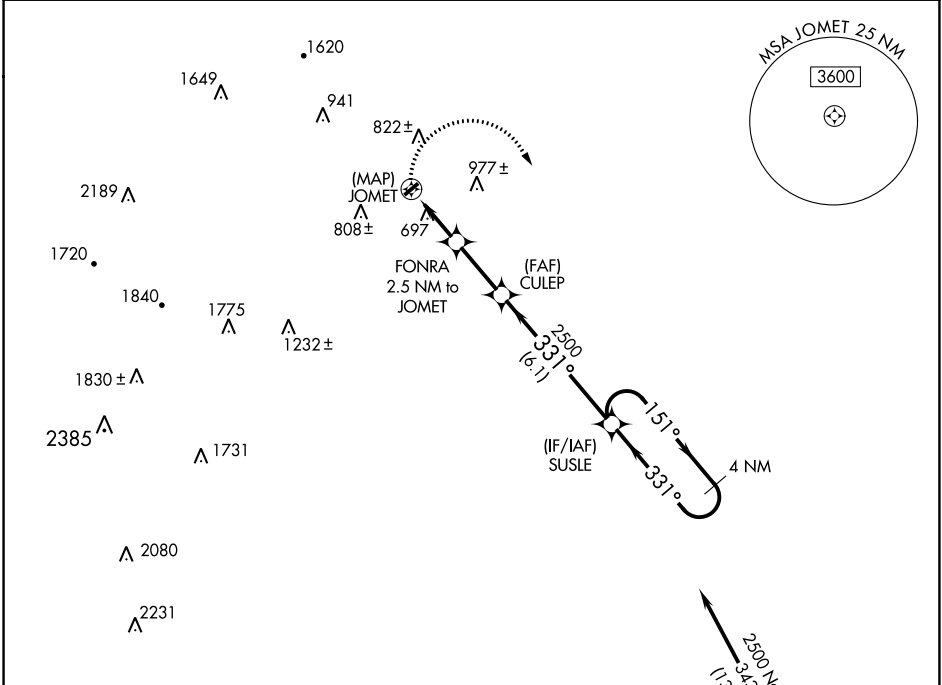 1620
MSA JOMET 25 NM
3600
1649
941
822±
977±
(MAP)
JOMET
2189
808±
697
1720
FONRA
2.5 NM to
JOMET
(FAF)
CULEP
1840
1775
1232±
2500
331°
(6.1)
1830±
2385
1731
151°
(IF/IAF)
SUSLE
331°
4 NM
2080
2231
2500